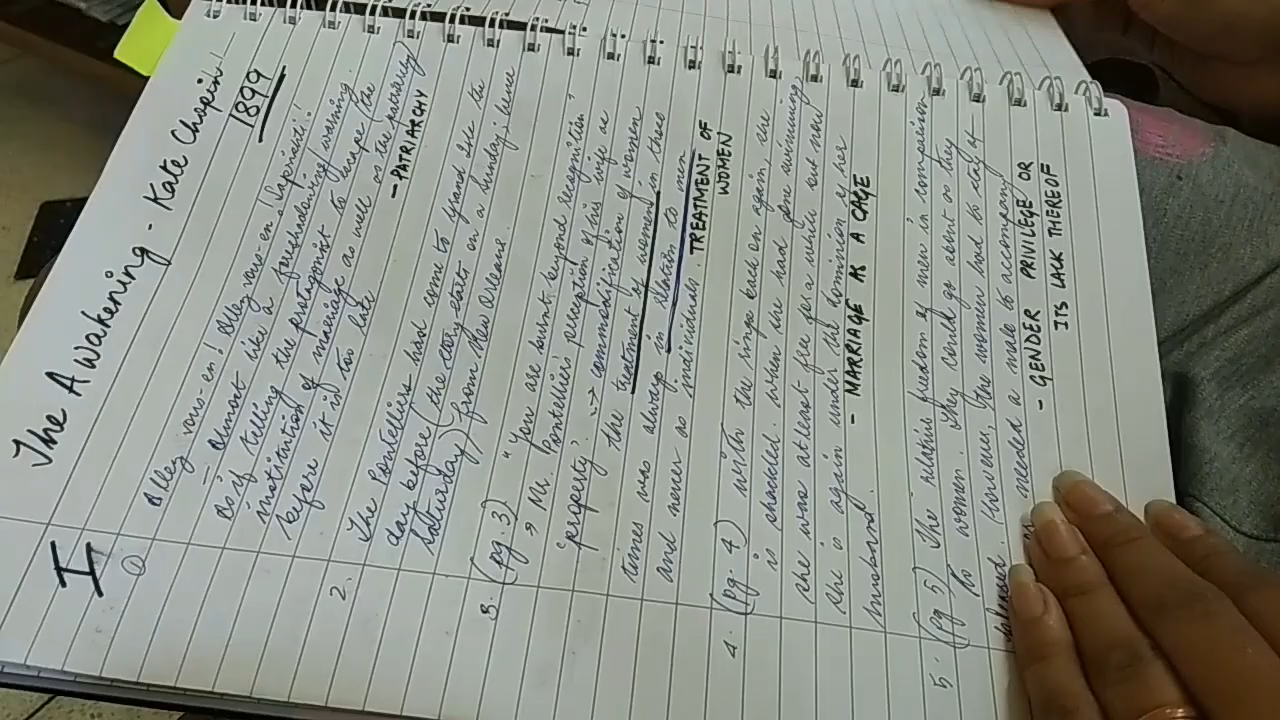 The Awakening - Kate Chopin
1899
I
① Alley vous en! Alley vous en! Sapristi!
- Almost like a foreshadowing/warning.
As if telling the protagonist to escape (the
institution of marriage as well as the patriarchy)
before it is too late
- PATRIARCHY
2. The Pontelliers had come to Grand Isle the
day before (the story starts on a Sunday; hence
Saturday) from New Orleans.
3. (pg. 3) "You are burnt beyond recognition"
→ Mr. Pontellier's perception of his wife as
'property'. → commodification of women
the treatment of women in those
times was always in relation to men
and never as individuals. TREATMENT OF
WOMEN
4. (pg. 4) with the rings back on again, she
is shackled. when she had gone swimming
she was at least free for a while but now
she is again under the dominion of her
husband. - MARRIAGE AS A CAGE
5. (pg 5) The relative freedom of men in comparison
to women. They could go about as they
pleased. However, the women had to stay
needed a male to accompany
- GENDER PRIVILEGE OR
ITS LACK THEREOF